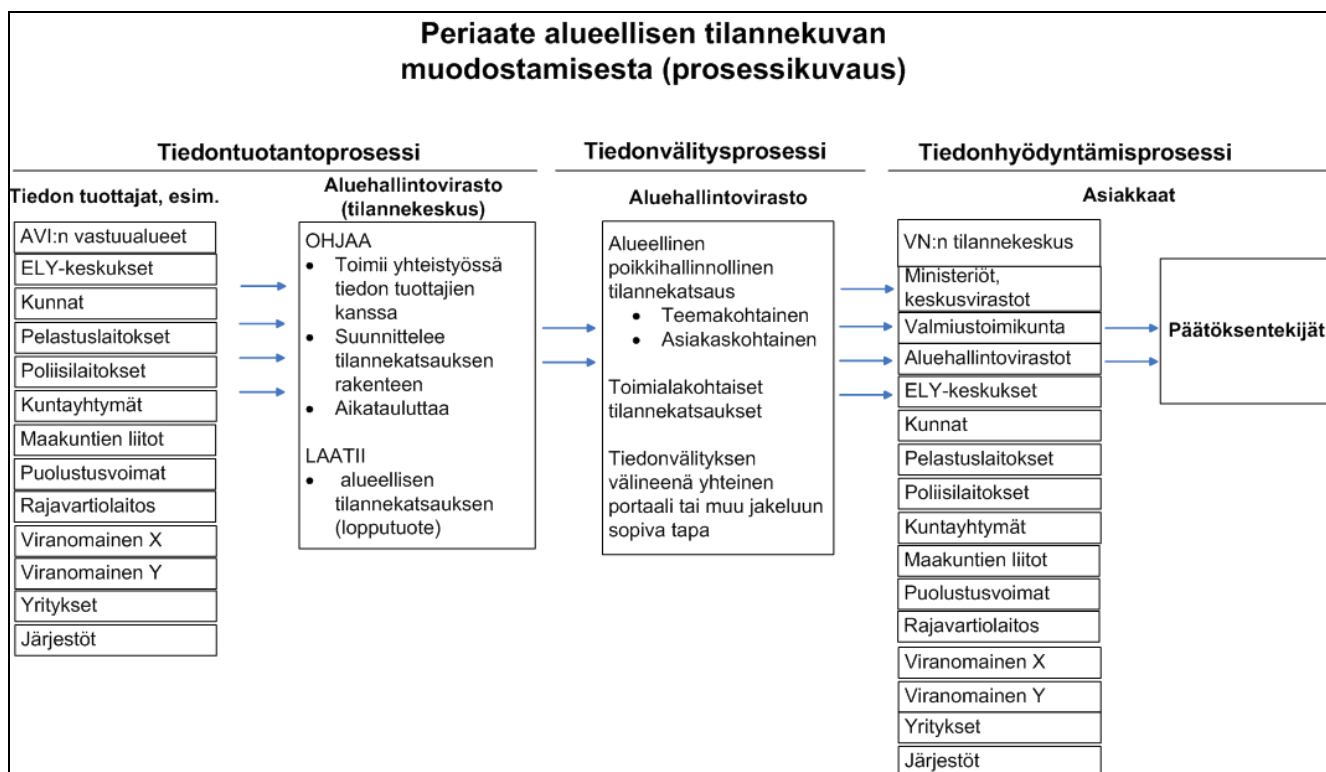 Periaate alueellisen tilannekuvan
muodostamisesta (prosessikuvaus)
Tiedontuotantoprosessi
Tiedon tuottajat, esim.
AVI:n vastuualueet
ELY-keskukset
Kunnat
Pelastuslaitokset
Poliisilaitokset
Kuntayhtymät
Maakuntien liitot
Puolustusvoimat
Rajavartiolaitos
Viranomainen X
Viranomainen Y
Yritykset
Järjestöt
Aluehallintovirasto
(tilannekeskus)
OHJAA
• Toimii yhteistyössä
tiedon tuottajien
kanssa
• Suunnittelee
tilannekatsauksen
rakenteen
• Aikatauluttaa
LAATII
• alueellisen
tilannekatsauksen
(lopputuote)
Tiedonvälitysprosessi
Aluehallintovirasto
Alueellinen
poikkihallinnollinen
tilannekatsaus
• Teemakohtainen
• Asiakaskohtainen
Toimialakohtaiset
tilannekatsaukset
Tiedonvälityksen
välineenä yhteinen
portaali tai muu jakeluun
sopiva tapa
Tiedonhyödyntämisprosessi
Asiakkaat
VN:n tilannekeskus
Ministeriöt,
keskusvirastot
Valmiustoimikunta
Aluehallintovirastot
ELY-keskukset
Kunnat
Pelastuslaitokset
Poliisilaitokset
Kuntayhtymät
Maakuntien liitot
Puolustusvoimat
Rajavartiolaitos
Viranomainen X
Viranomainen Y
Yritykset
Järjestöt
Päätöksentekijät